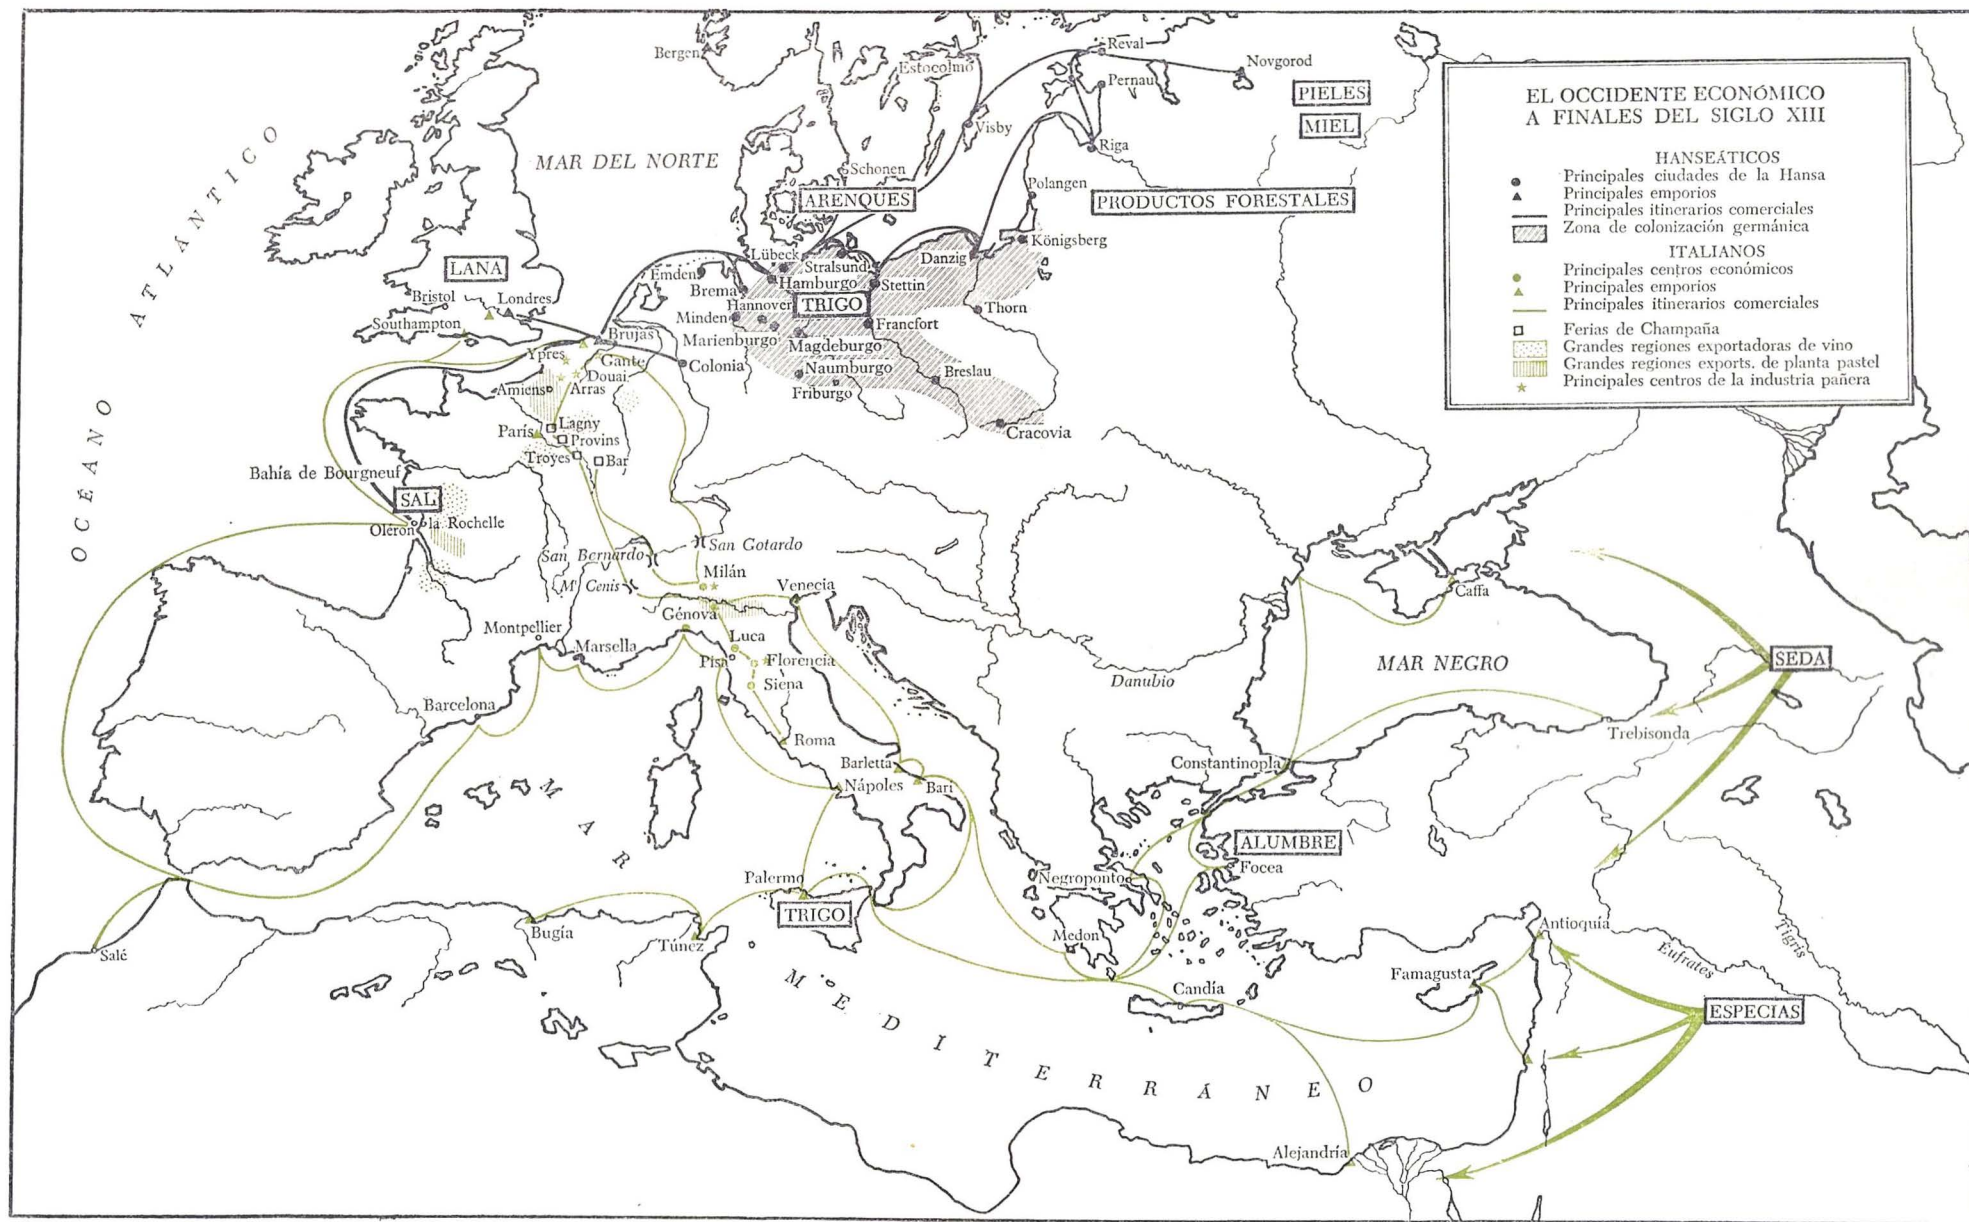 EL OCCIDENTE ECONÓMICO
A FINALES DEL SIGLO XIII
HANSEÁTICOS
Principales ciudades de la Hansa
Principales emporios
Principales itinerarios comerciales
Zona de colonización germánica
ITALIANOS
Principales centros económicos
Principales emporios
Principales itinerarios comerciales
Ferias de Champaña
Grandes regiones exportadoras de vino
Grandes regiones exports. de planta pastel
Principales centros de la industria pañera
Bergen
Estocolmo
Reval
Novgorod
Pernau
PIELES
MIEL
Visby
Riga
OCÉANO ATLANTICO
MAR DEL NORTE
Schonen
ARENQUES
Polangen
PRODUCTOS FORESTALES
Königsberg
Danzig
Lübeck
Stralsund
LANA
Emden
Hamburgo
Stettin
Brema
Bristol
Londres
Hannover
TRIGO
Thorn
Southampton
Minden
Francfort
Brujas
Marienburgo
Magdeburgo
Ypres
Gante
Colonia
Naumburgo
Breslau
Douai
Amiens
Arras
Friburgo
París
Lagny
Cracovia
Provins
Troyes
Bar
Bahía de Bourgneuf
SAL
Oléron
la Rochelle
San Gotardo
San Bernardo
Milán
Mt Cenis
Venecia
Caffa
Génova
Montpellier
Luca
Marsella
Pisa
Florencia
MAR NEGRO
SEDA
Siena
Danubio
Barcelona
Trebisonda
Roma
Barletta
Constantinopla
Nápoles
Bari
ALUMBRE
Focea
Palermo
Negroponto
TRIGO
Bugía
Túnez
Medon
Antioquía
Salé
Tigris
Éufrates
Famagusta
Candía
ESPECIAS
MAR MEDITERRÁNEO
Alejandría